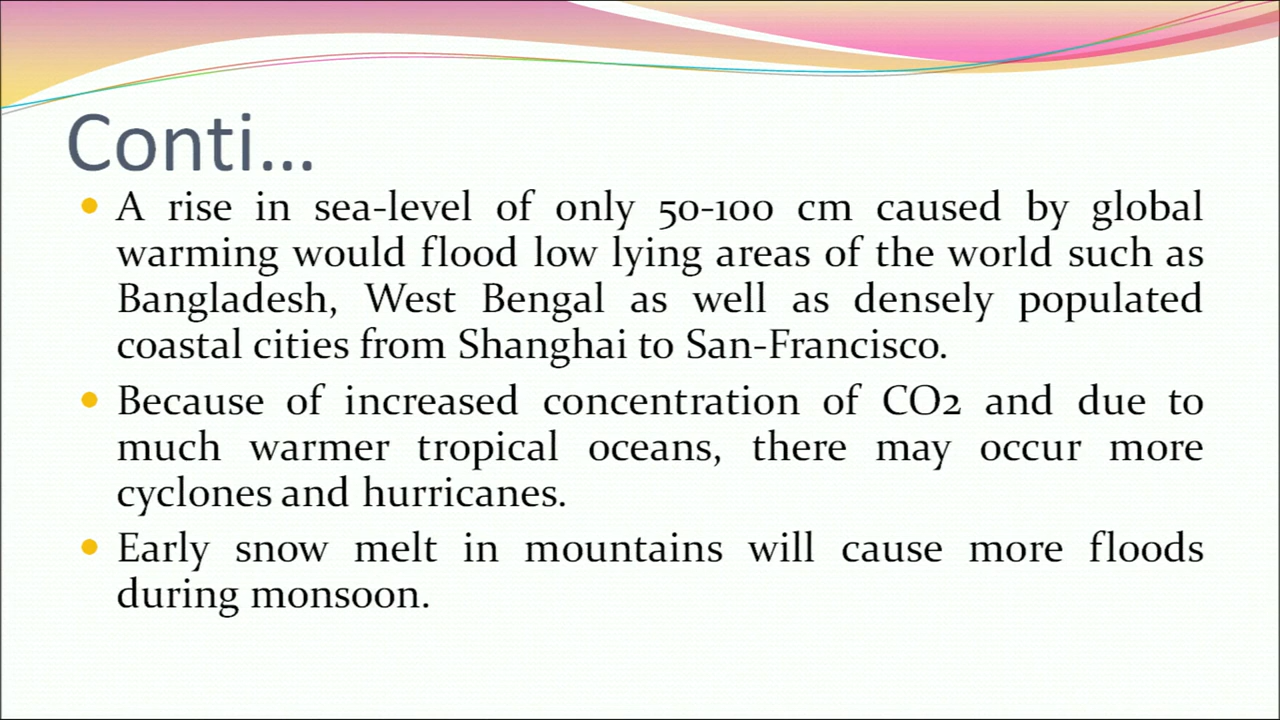 Conti...
A rise in sea-level of only 50-100 cm caused by global
warming would flood low lying areas of the world such as
Bangladesh, West Bengal as well as densely populated
coastal cities from Shanghai to San-Francisco.
Because of increased concentration of CO2 and due to
much warmer tropical oceans, there may occur more
cyclones and hurricanes.
Early snow melt in mountains will cause more floods
during monsoon.